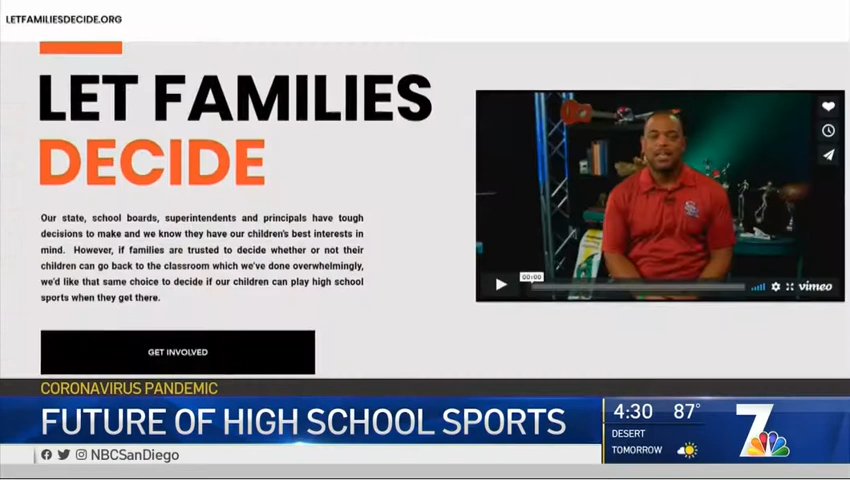 LETFAMILIESDECIDE.ORG
LET FAMILIES
DECIDE
Our state, school boards, superintendents and principals have tough
decisions to make and we know they have our children's best interests in
mind. However, if families are trusted to decide whether or not their
children can go back to the classroom which we've done overwhelmingly,
we'd like that same choice to decide if our children can play high school
sports when they get there.
GET INVOLVED
00:00
vimeo
CORONAVIRUS PANDEMIC
FUTURE OF HIGH SCHOOL SPORTS
4:30 87°
DESERT
TOMORROW
7
NBCSanDiego